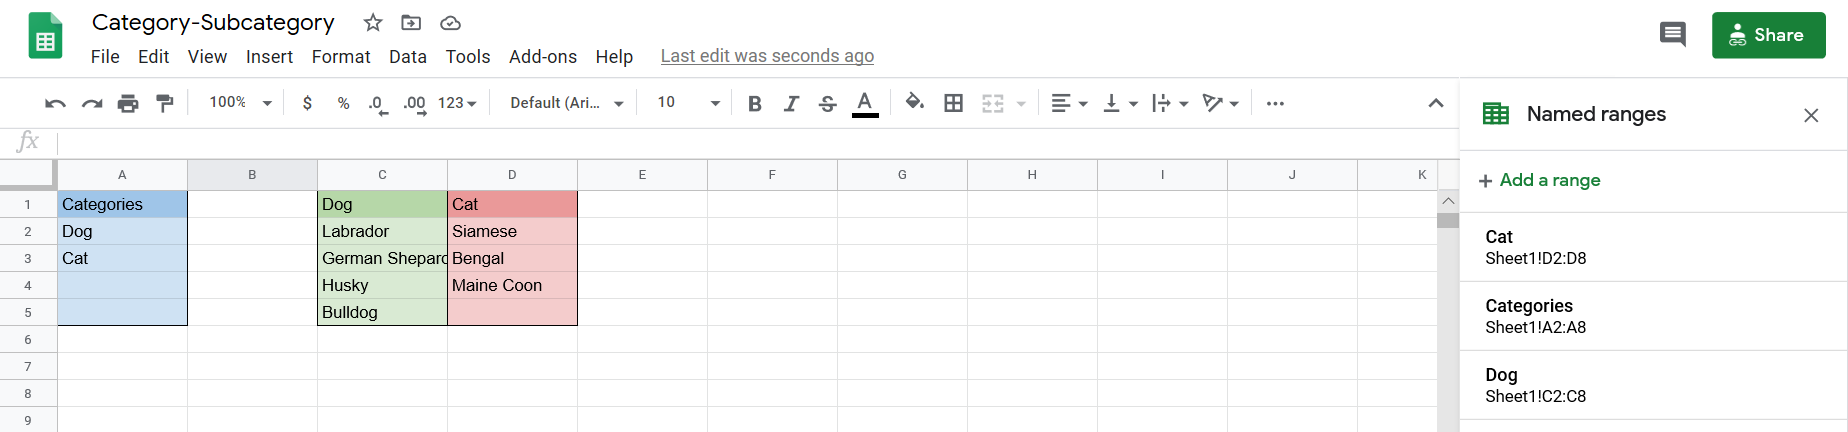 Category-Subcategory
File Edit View Insert Format Data Tools Add-ons Help Last edit was seconds ago
Share
100% $ % .0 .00 123 Default (Ari... 10 B I S A
Named ranges
fx
+ Add a range
A B C D E F G H I J K
1 Categories Dog Cat
2 Dog Labrador Siamese
3 Cat German Sheparc Bengal
4 Husky Maine Coon
5 Bulldog
6
7
8
9
Cat
Sheet1!D2:D8
Categories
Sheet1!A2:A8
Dog
Sheet1!C2:C8